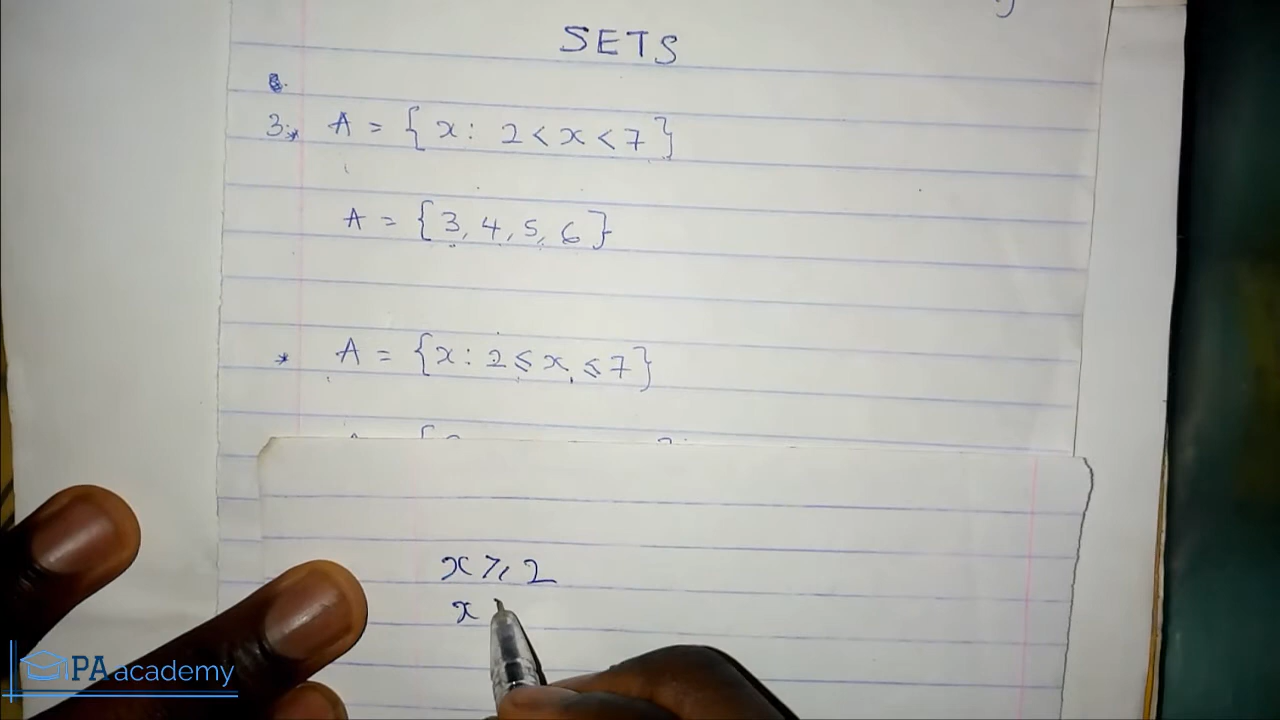 SETS
3. * A = { x : 2 < x < 7 }
A = { 3, 4, 5, 6 }
* A = { x : 2 ≤ x ≤ 7 }
x ⩾ 2
x
PA academy